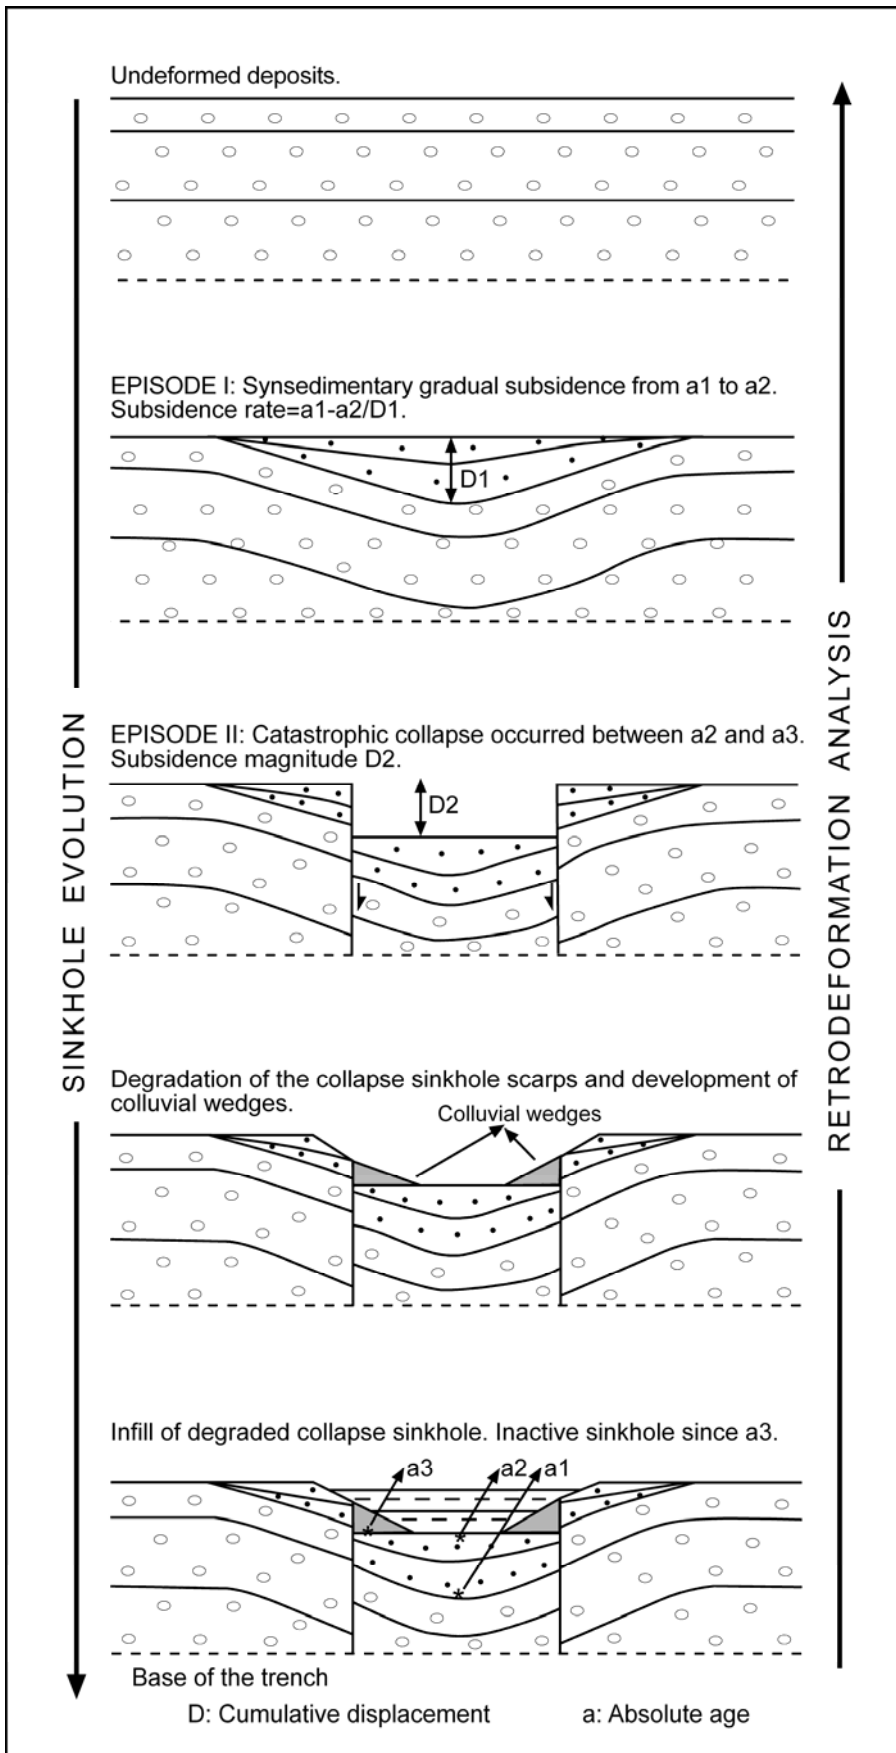 Undeformed deposits.
EPISODE I: Synsedimentary gradual subsidence from a1 to a2.
Subsidence rate=a1-a2/D1.
D1
EPISODE II: Catastrophic collapse occurred between a2 and a3.
Subsidence magnitude D2.
D2
SINKHOLE EVOLUTION
RETRODEFORMATION ANALYSIS
Degradation of the collapse sinkhole scarps and development of
colluvial wedges.
Colluvial wedges
Infill of degraded collapse sinkhole. Inactive sinkhole since a3.
a3 a2 a1
Base of the trench
D: Cumulative displacement a: Absolute age